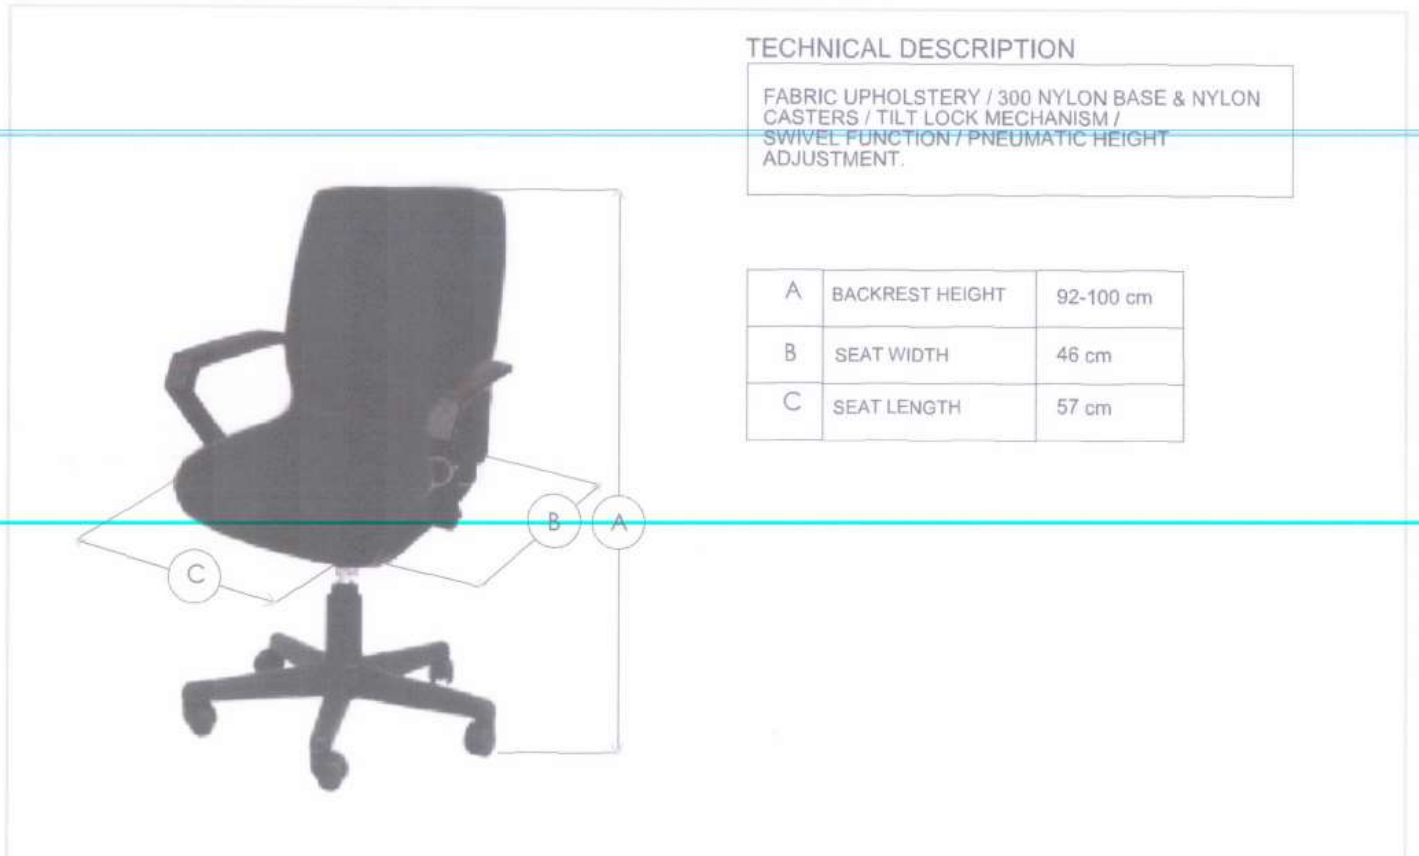 TECHNICAL DESCRIPTION
FABRIC UPHOLSTERY / 300 NYLON BASE & NYLON
CASTERS / TILT LOCK MECHANISM /
SWIVEL FUNCTION / PNEUMATIC HEIGHT
ADJUSTMENT.
A BACKREST HEIGHT 92-100 cm
B SEAT WIDTH 46 cm
C SEAT LENGTH 57 cm
B A
C